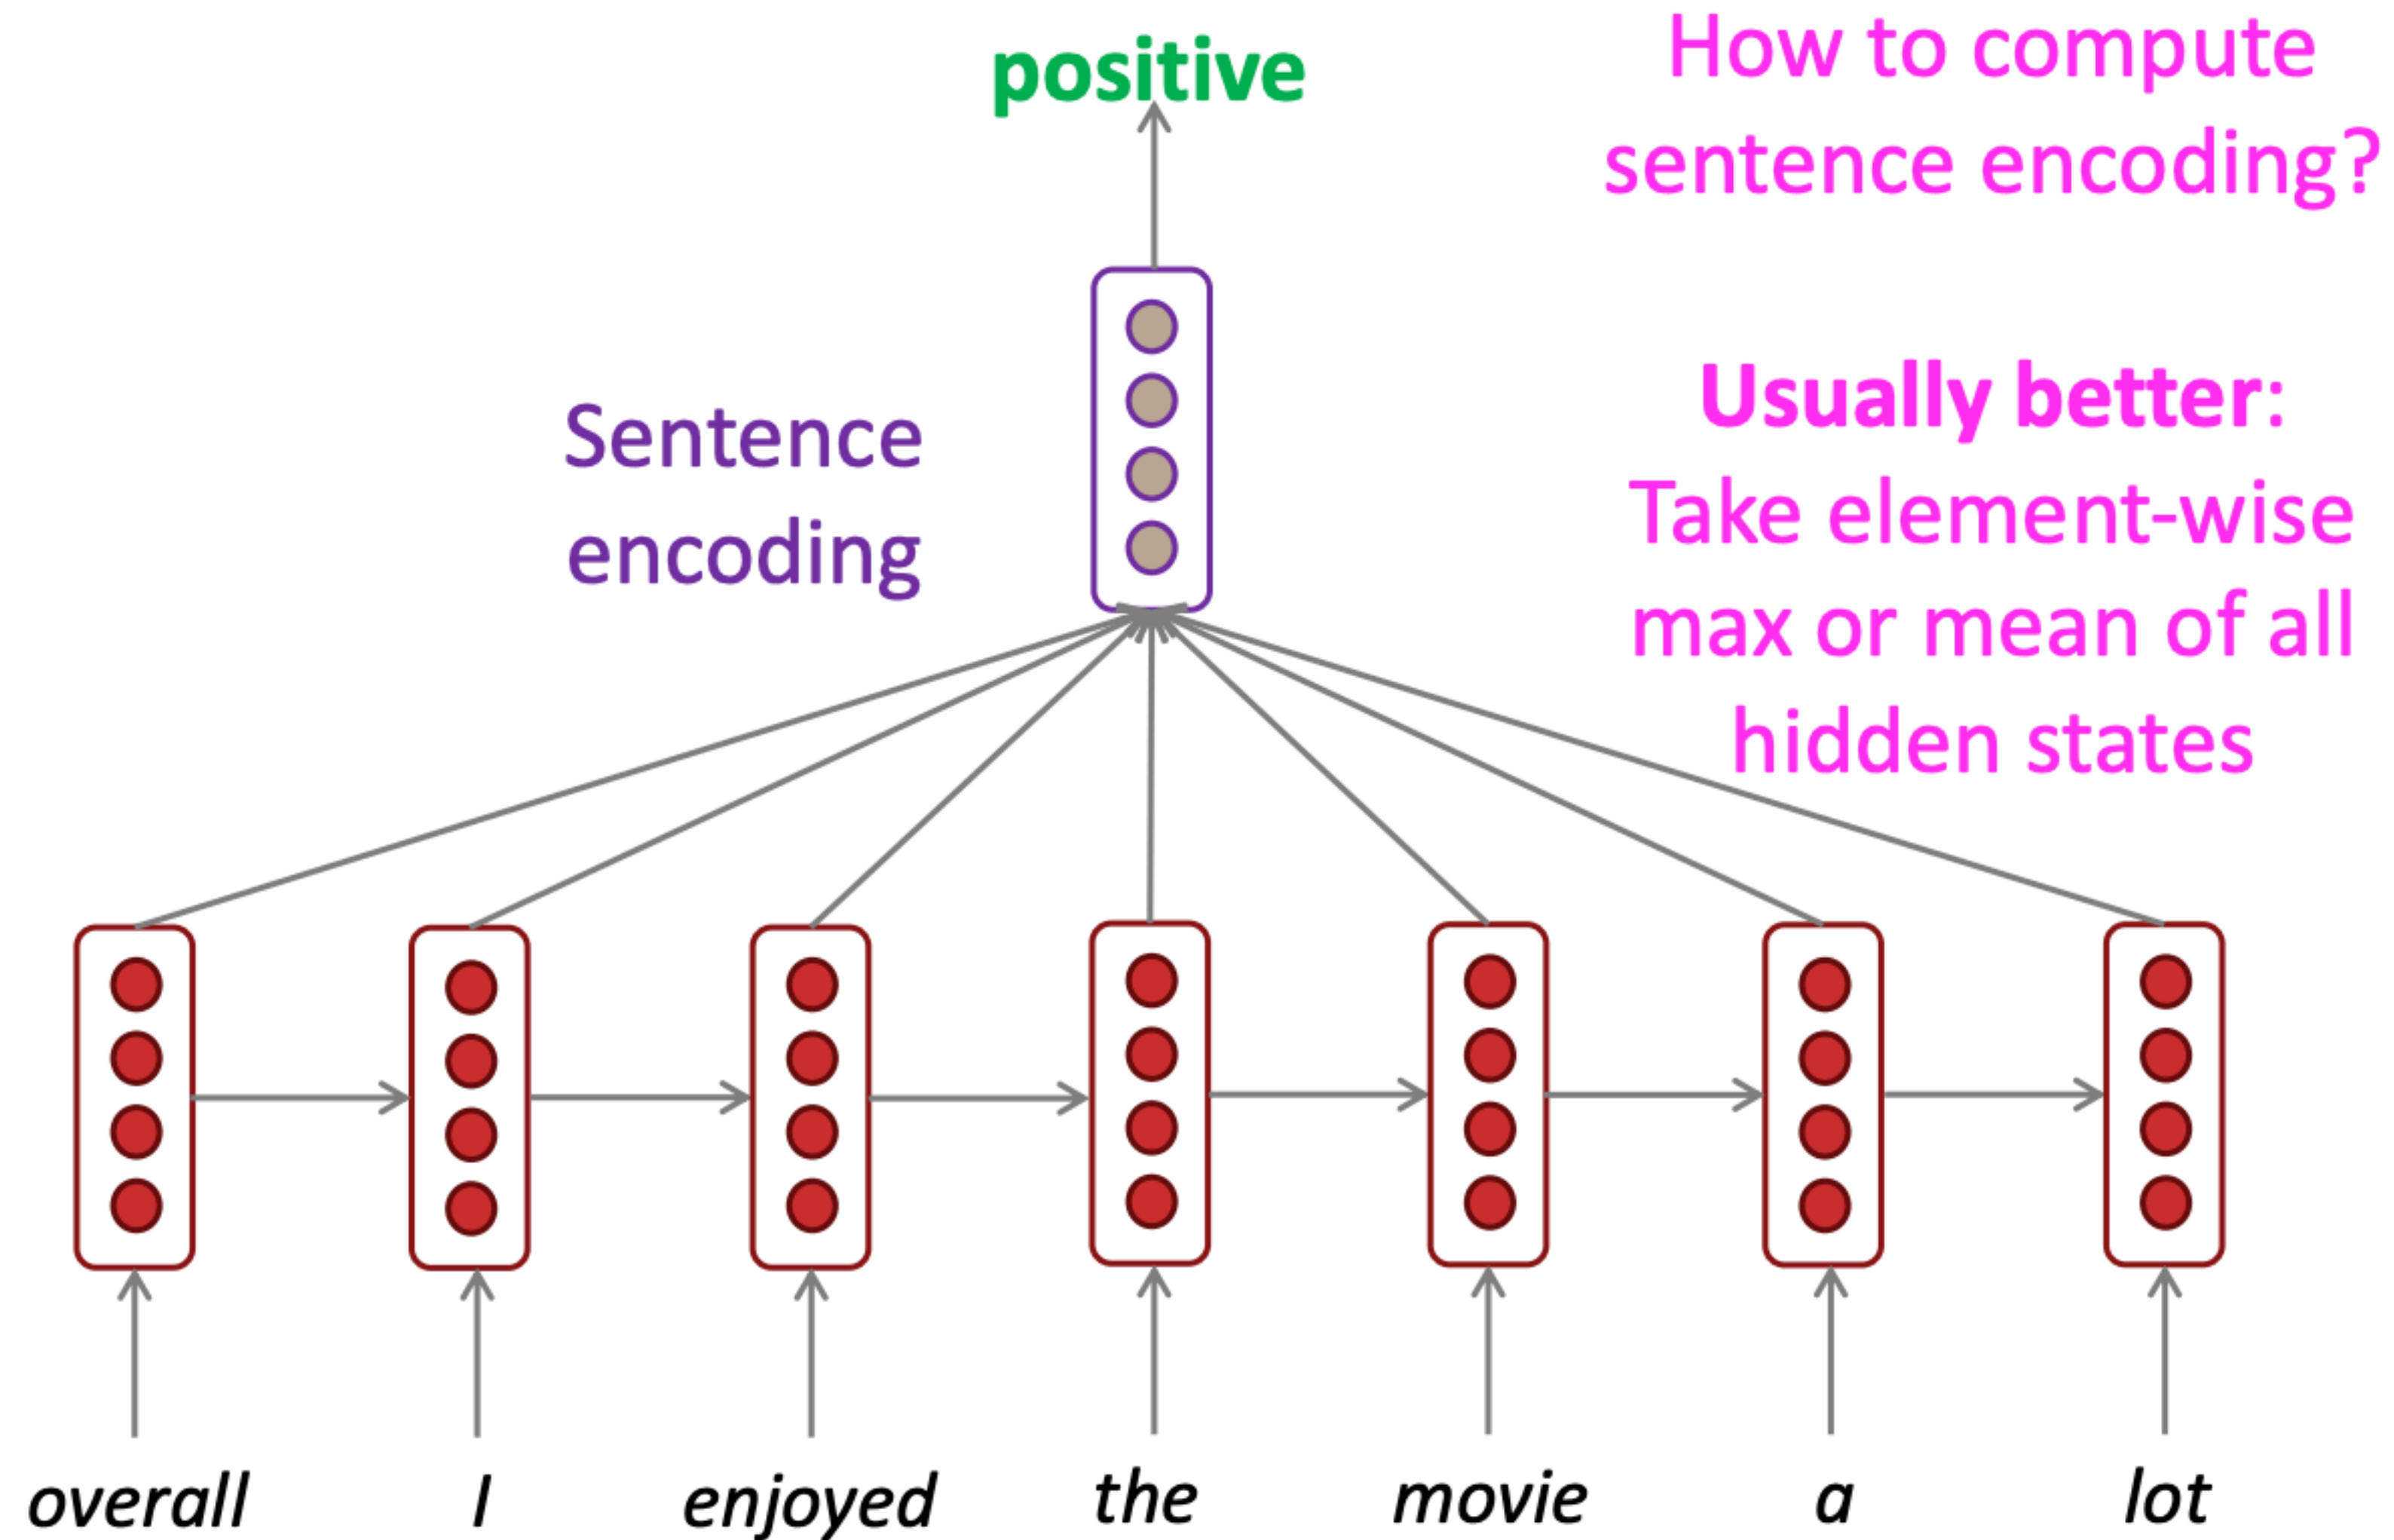 positive
How to compute
sentence encoding?
Sentence
encoding
Usually better:
Take element-wise
max or mean of all
hidden states
overall I enjoyed the movie a lot